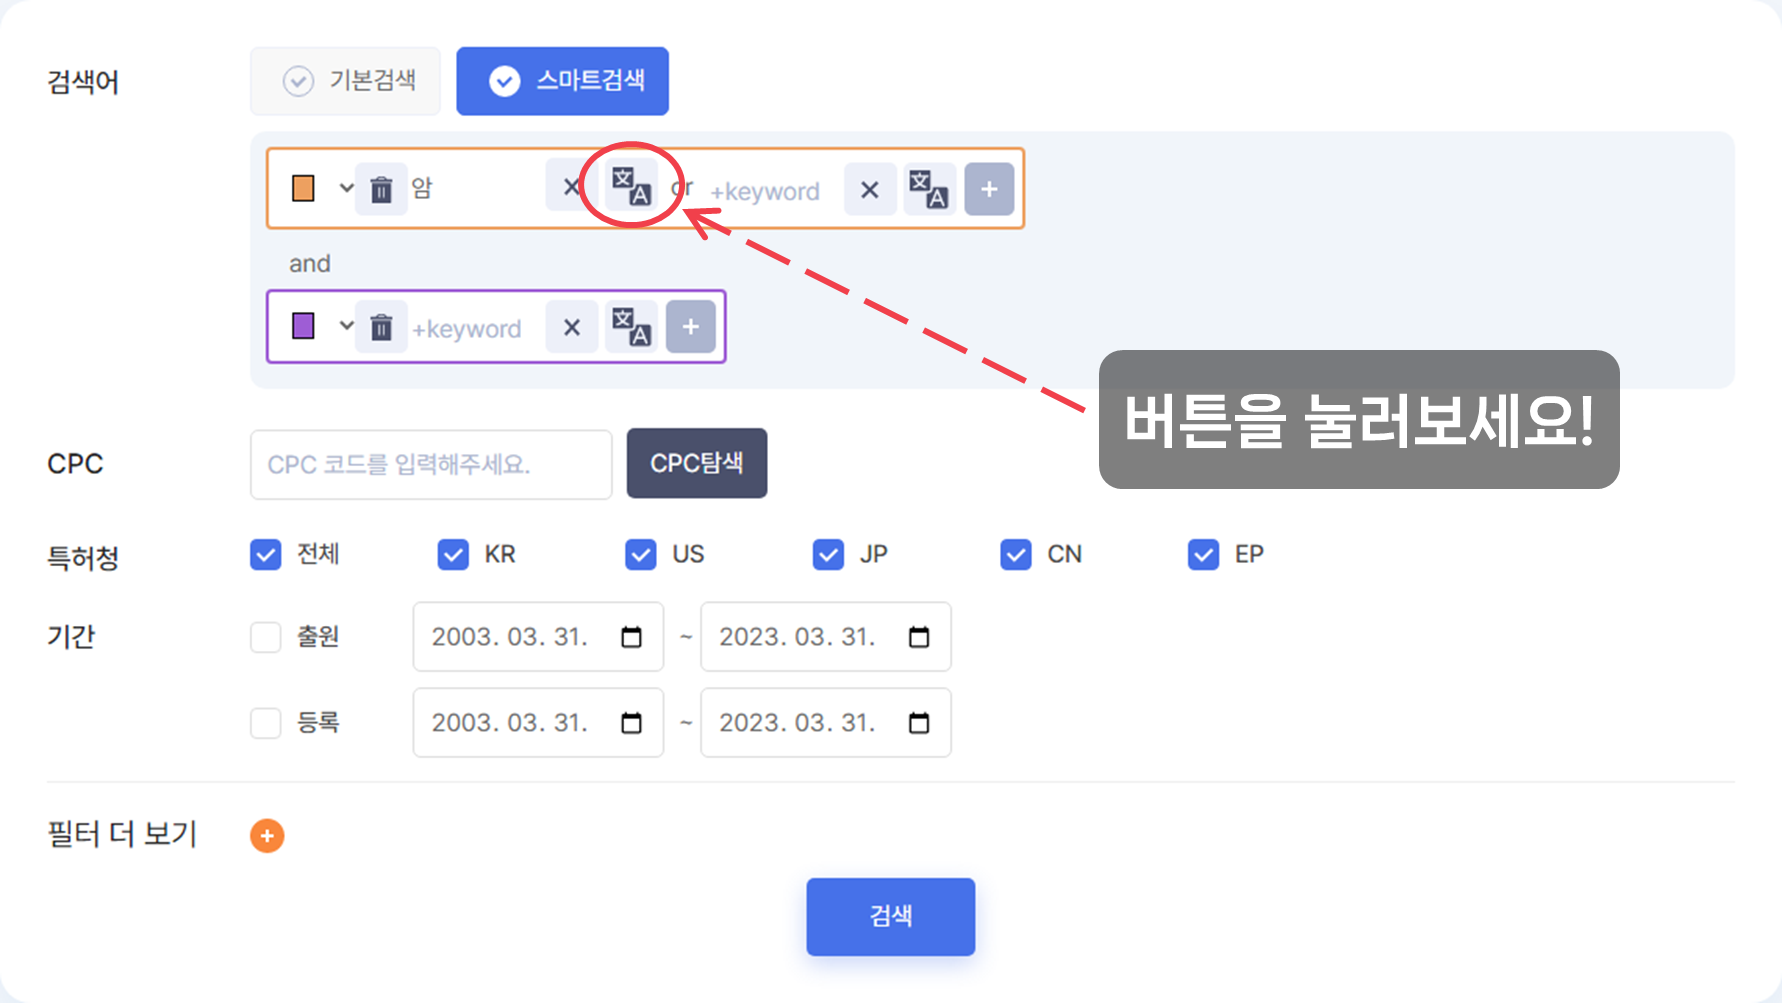 검색어 기본검색 스마트검색
암 or +keyword
and
+keyword
버튼을 눌러보세요!
CPC CPC 코드를 입력해주세요. CPC탐색
특허청 전체 KR US JP CN EP
기간 출원 2003. 03. 31. ~ 2023. 03. 31.
등록 2003. 03. 31. ~ 2023. 03. 31.
필터 더 보기
검색